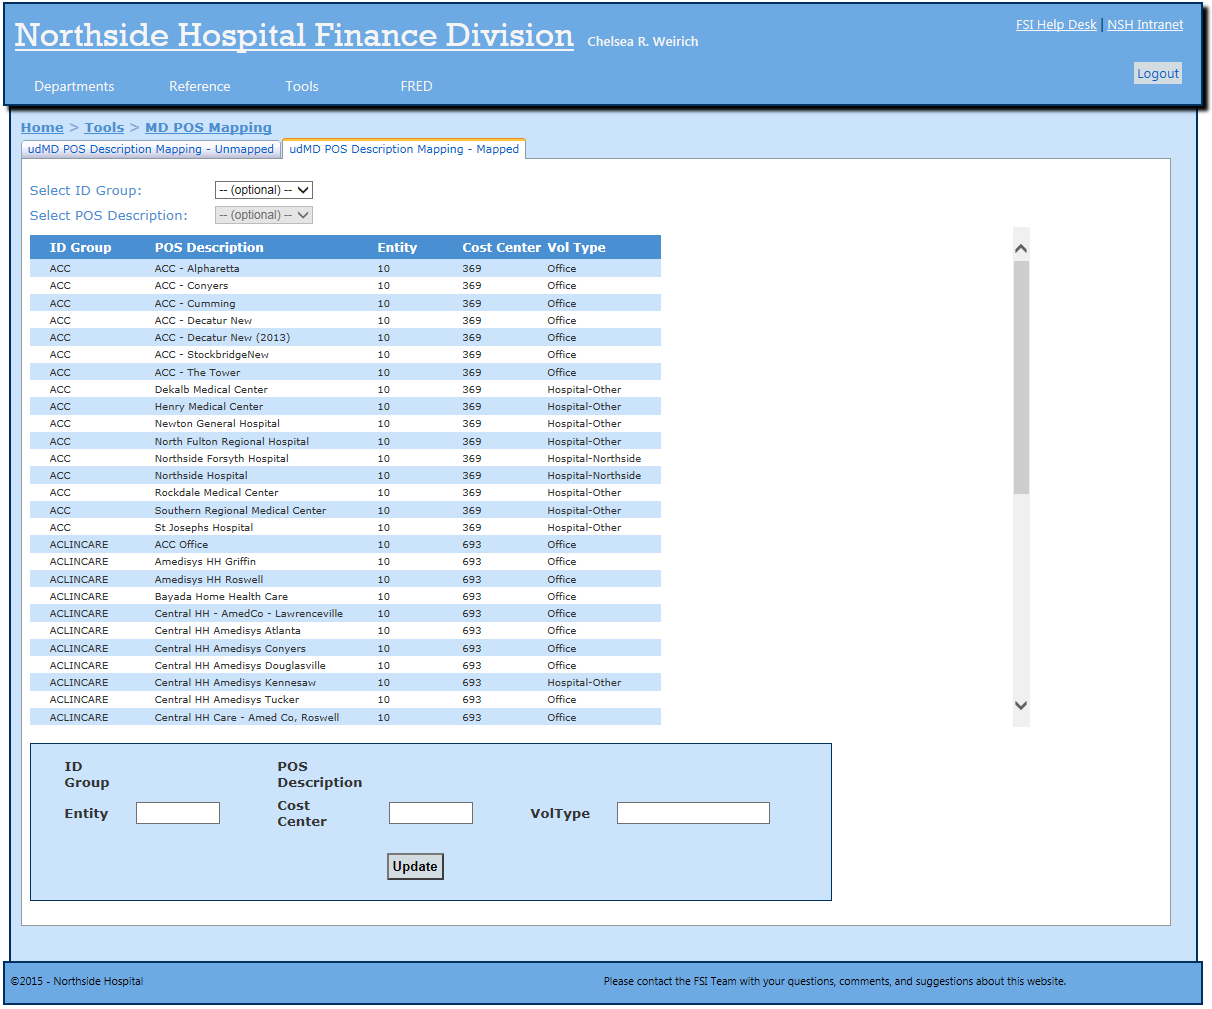 Northside Hospital Finance Division Chelsea R. Weirich
FSI Help Desk | NSH Intranet
Logout
Departments Reference Tools FRED
Home > Tools > MD POS Mapping
udMD POS Description Mapping - Unmapped udMD POS Description Mapping - Mapped
Select ID Group: -- (optional) --
Select POS Description: -- (optional) --
ID Group POS Description Entity Cost Center Vol Type
ACC ACC - Alpharetta 10 369 Office
ACC ACC - Conyers 10 369 Office
ACC ACC - Cumming 10 369 Office
ACC ACC - Decatur New 10 369 Office
ACC ACC - Decatur New (2013) 10 369 Office
ACC ACC - StockbridgeNew 10 369 Office
ACC ACC - The Tower 10 369 Office
ACC Dekalb Medical Center 10 369 Hospital-Other
ACC Henry Medical Center 10 369 Hospital-Other
ACC Newton General Hospital 10 369 Hospital-Other
ACC North Fulton Regional Hospital 10 369 Hospital-Other
ACC Northside Forsyth Hospital 10 369 Hospital-Northside
ACC Northside Hospital 10 369 Hospital-Northside
ACC Rockdale Medical Center 10 369 Hospital-Other
ACC Southern Regional Medical Center 10 369 Hospital-Other
ACC St Josephs Hospital 10 369 Hospital-Other
ACLINCARE ACC Office 10 693 Office
ACLINCARE Amedisys HH Griffin 10 693 Office
ACLINCARE Amedisys HH Roswell 10 693 Office
ACLINCARE Bayada Home Health Care 10 693 Office
ACLINCARE Central HH - AmedCo - Lawrenceville 10 693 Office
ACLINCARE Central HH Amedisys Atlanta 10 693 Office
ACLINCARE Central HH Amedisys Conyers 10 693 Office
ACLINCARE Central HH Amedisys Douglasville 10 693 Office
ACLINCARE Central HH Amedisys Kennesaw 10 693 Hospital-Other
ACLINCARE Central HH Amedisys Tucker 10 693 Office
ACLINCARE Central HH Care - Amed Co, Roswell 10 693 Office
ID POS
Group Description
Entity Cost Center VolType
Update
©2015 - Northside Hospital Please contact the FSI Team with your questions, comments, and suggestions about this website.